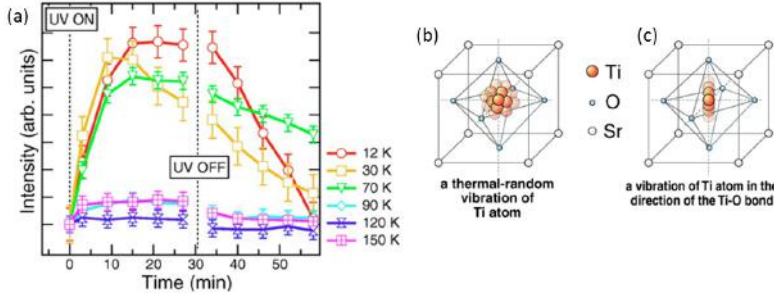 (a)
UV ON
UV OFF
Intensity (arb. units)
12 K
30 K
70 K
90 K
120 K
150 K
0 10 20 30 40 50
Time (min)
(b)
a thermal-random
vibration of
Ti atom
Ti
O
Sr
(c)
a vibration of Ti atom in the
direction of the Ti-O bond